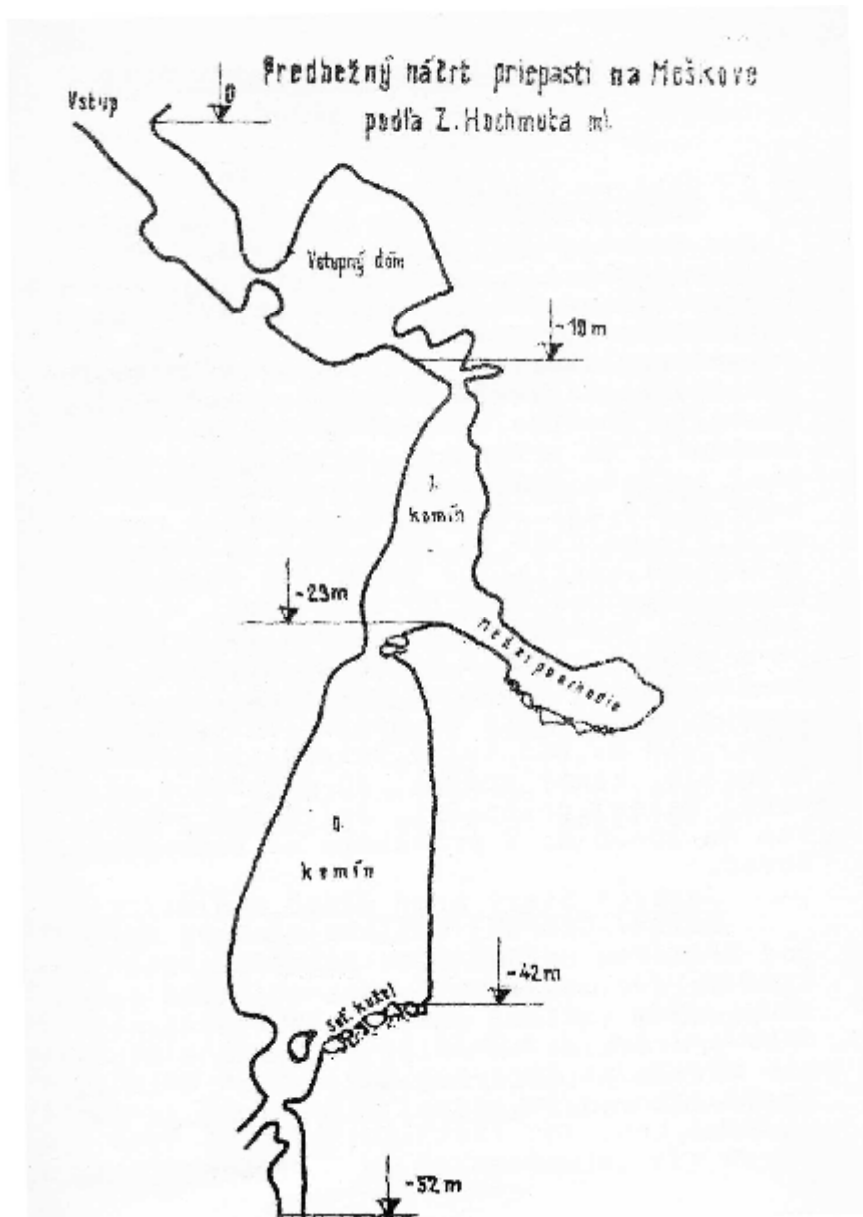 Predbežný náčrt priepasti na Meškove
podľa Z. Hochmuta ml.
Vstup
0
Vstupný dóm
-10 m
I.
komín
-23m
Medziposchodie
II.
komín
-42m
Sut. kužel
-52 m